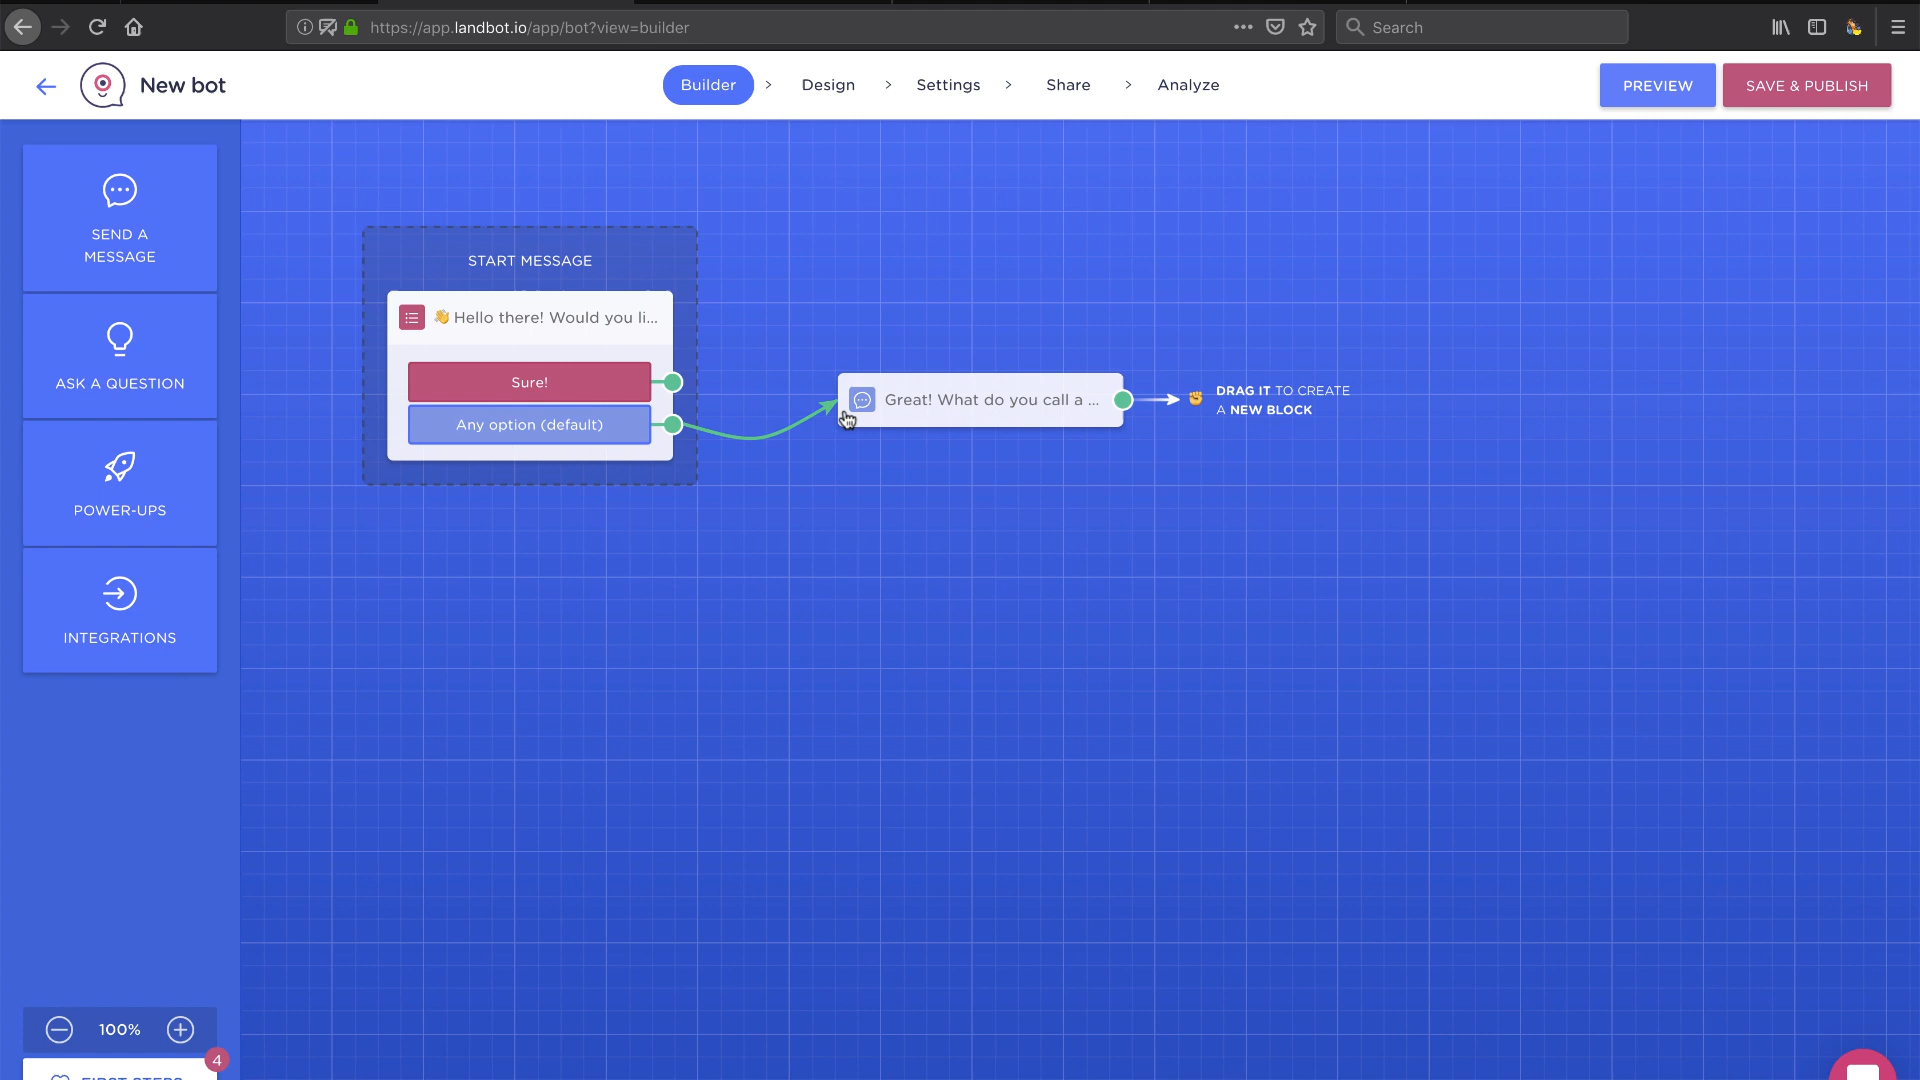 https://app.landbot.io/app/bot?view=builder
Search
New bot
Builder > Design > Settings > Share > Analyze
PREVIEW
SAVE & PUBLISH
SEND A
MESSAGE
ASK A QUESTION
POWER-UPS
INTEGRATIONS
START MESSAGE
👋 Hello there! Would you li...
Sure!
Any option (default)
Great! What do you call a ...
DRAG IT TO CREATE
A NEW BLOCK
100%
4
FIRST STEPS